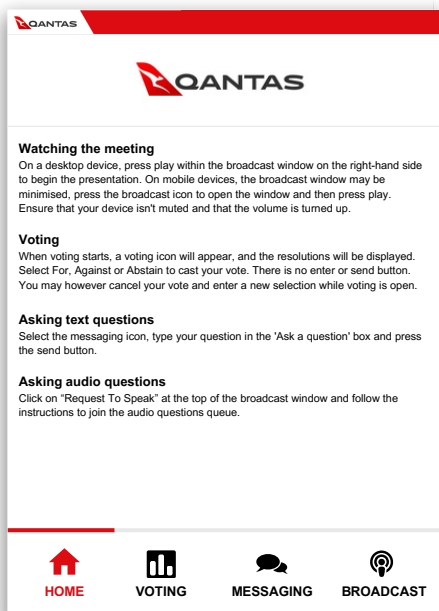 QANTAS
QANTAS
Watching the meeting
On a desktop device, press play within the broadcast window on the right-hand side
to begin the presentation. On mobile devices, the broadcast window may be
minimised, press the broadcast icon to open the window and then press play.
Ensure that your device isn't muted and that the volume is turned up.
Voting
When voting starts, a voting icon will appear, and the resolutions will be displayed.
Select For, Against or Abstain to cast your vote. There is no enter or send button.
You may however cancel your vote and enter a new selection while voting is open.
Asking text questions
Select the messaging icon, type your question in the 'Ask a question' box and press
the send button.
Asking audio questions
Click on “Request To Speak” at the top of the broadcast window and follow the
instructions to join the audio questions queue.
HOME VOTING MESSAGING BROADCAST